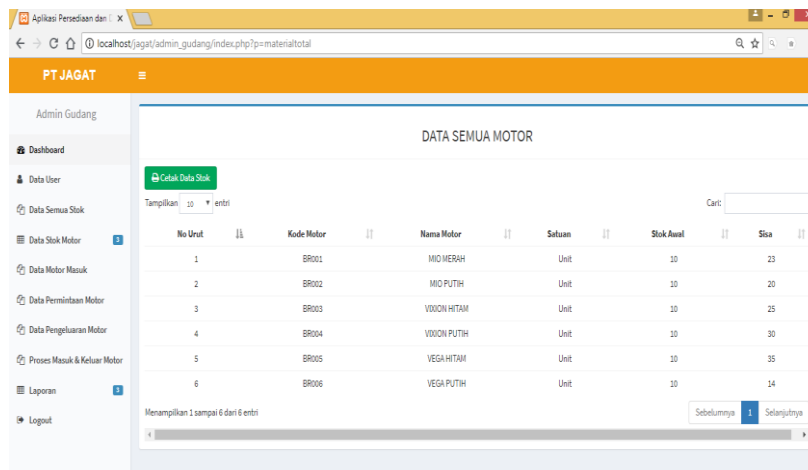 Aplikasi Persediaan dan
localhost/jagat/admin_gudang/index.php?p=materialtotal
PT JAGAT
Admin Gudang
Dashboard
Data User
Data Semua Stok
Data Stok Motor 3
Data Motor Masuk
Data Permintaan Motor
Data Pengeluaran Motor
Proses Masuk & Keluar Motor
Laporan 3
Logout
DATA SEMUA MOTOR
Cetak Data Stok
Tampilkan 10 entri
Cari:
No Urut Kode Motor Nama Motor Satuan Stok Awal Sisa
1 BR001 MIO MERAH Unit 10 23
2 BR002 MIO PUTIH Unit 10 20
3 BR003 VIXION HITAM Unit 10 25
4 BR004 VIXION PUTIH Unit 10 30
5 BR005 VEGA HITAM Unit 10 35
6 BR006 VEGA PUTIH Unit 10 14
Menampilkan 1 sampai 6 dari 6 entri
Sebelumnya 1 Selanjutnya